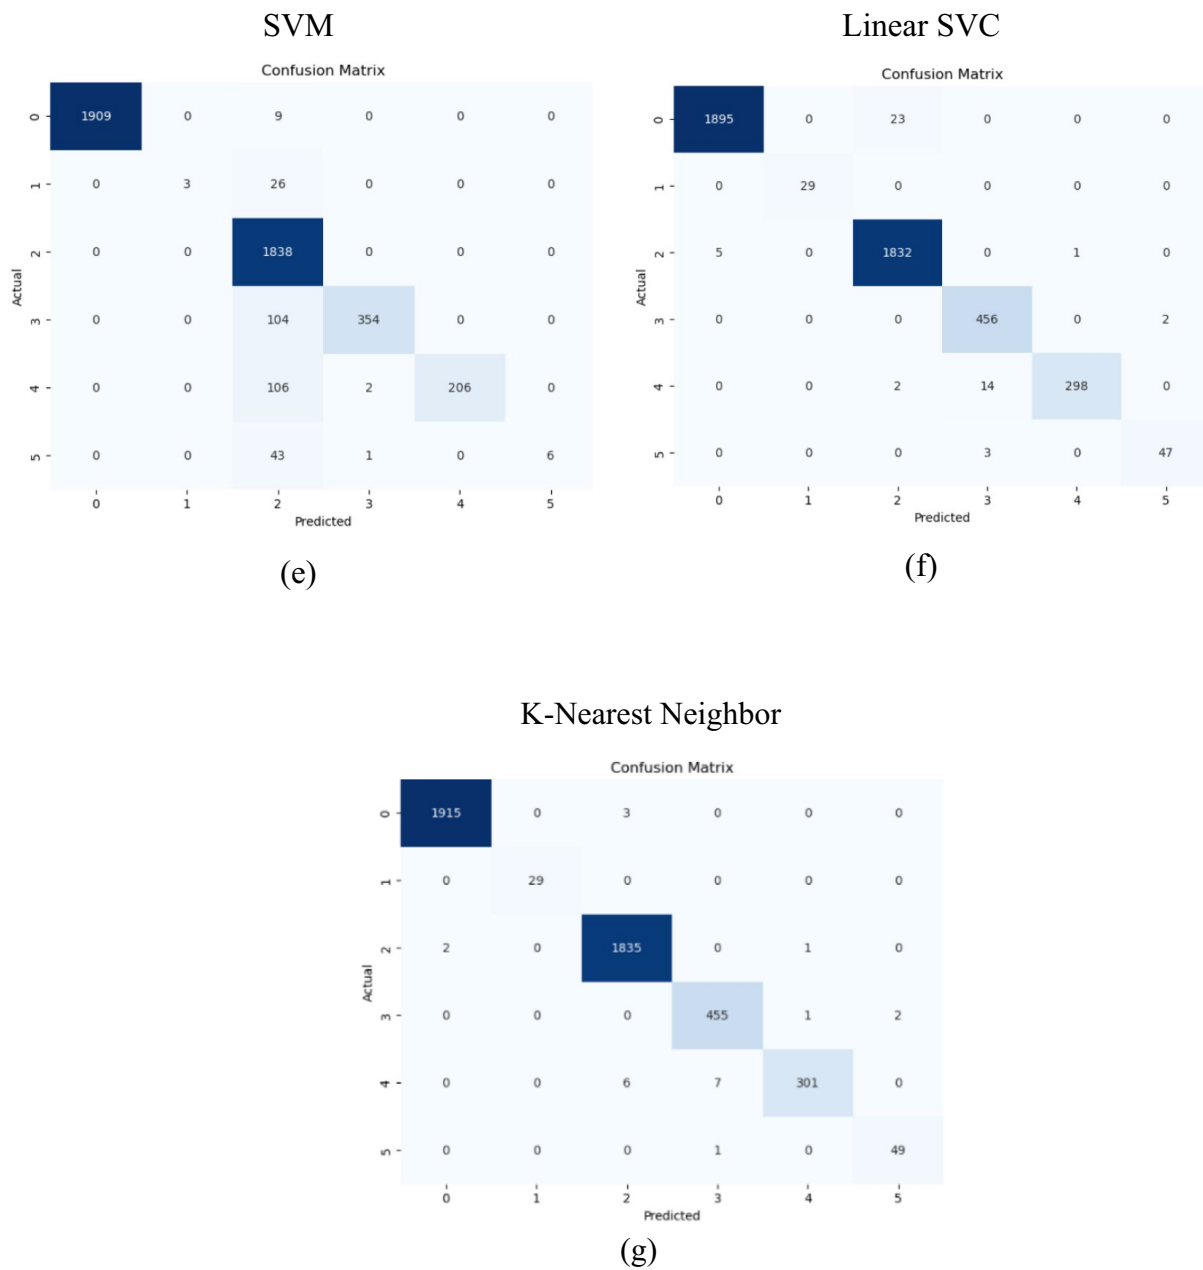 SVM
Confusion Matrix
Actual
0 1909 0 9 0 0 0
1 0 3 26 0 0 0
2 0 0 1838 0 0 0
3 0 0 104 354 0 0
4 0 0 106 2 206 0
5 0 0 43 1 0 6
0 1 2 3 4 5
Predicted
(e)
Linear SVC
Confusion Matrix
Actual
0 1895 0 23 0 0 0
1 0 29 0 0 0 0
2 5 0 1832 0 1 0
3 0 0 0 456 0 2
4 0 0 2 14 298 0
5 0 0 0 3 0 47
0 1 2 3 4 5
Predicted
(f)
K-Nearest Neighbor
Confusion Matrix
Actual
0 1915 0 3 0 0 0
1 0 29 0 0 0 0
2 2 0 1835 0 1 0
3 0 0 0 455 1 2
4 0 0 6 7 301 0
5 0 0 0 1 0 49
0 1 2 3 4 5
Predicted
(g)